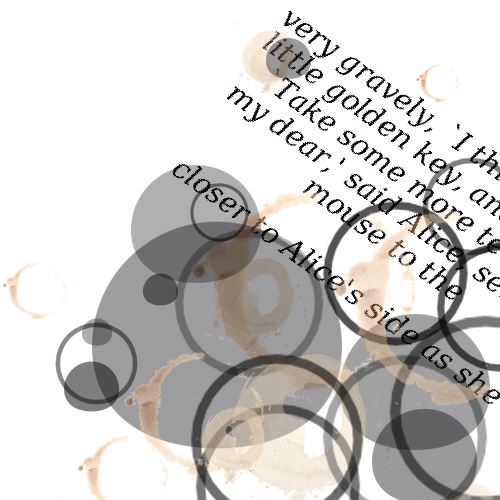 very gravely, `I th
little golden key, an
`Take some more te
my dear,' said Alice, se
mouse to the
closer to Alice's side as she